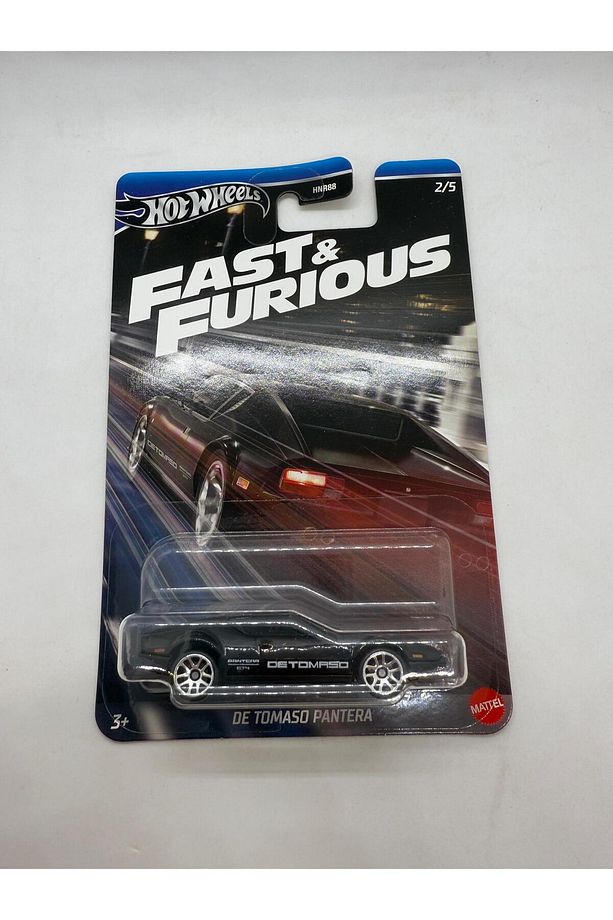 HOT WHEELS
HNR88
2/5
FAST &
FURIOUS
DETOMASO
PANTERA
DETOMASO
3+
DE TOMASO PANTERA
MATTEL